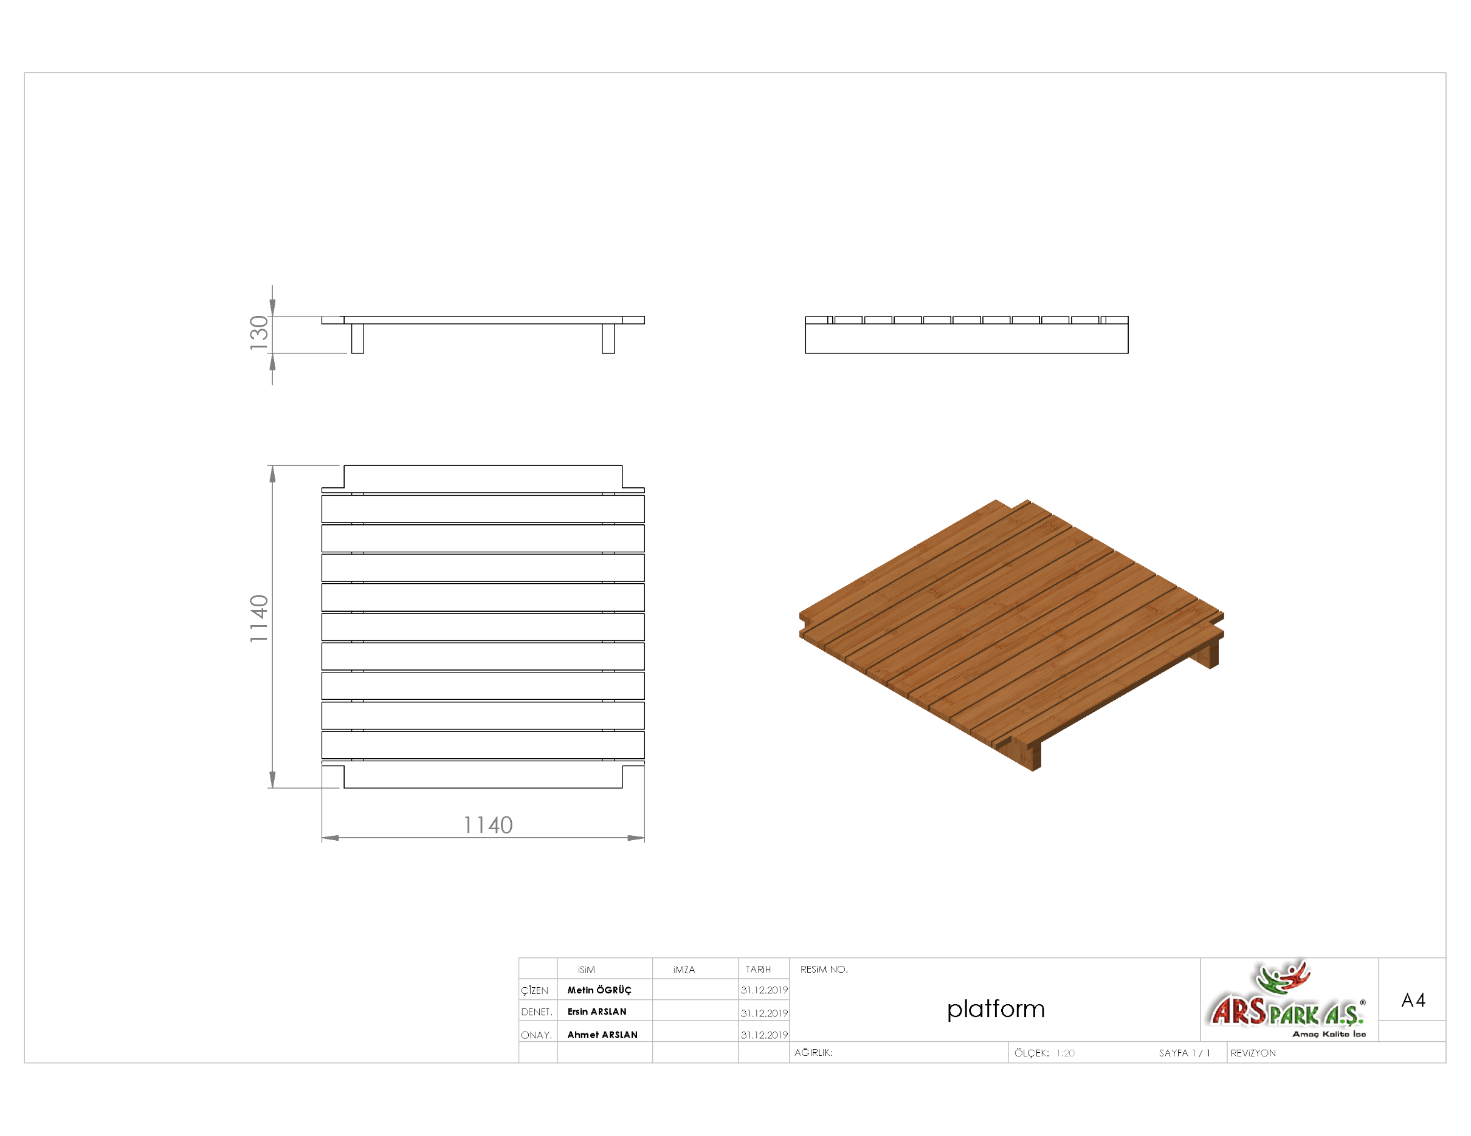 130
1140
1140
İSİM
İMZA
TARİH
RESİM NO.
ÇİZEN
Metin ÖGRÜÇ
31.12.2019
DENET.
Ersin ARSLAN
31.12.2019
ONAY.
Ahmet ARSLAN
31.12.2019
platform
ARSPARK A.Ş.®
Amaç Kalite İse
A4
AĞIRLIK:
ÖLÇEK: 1:20
SAYFA 1 / 1
REVİZYON